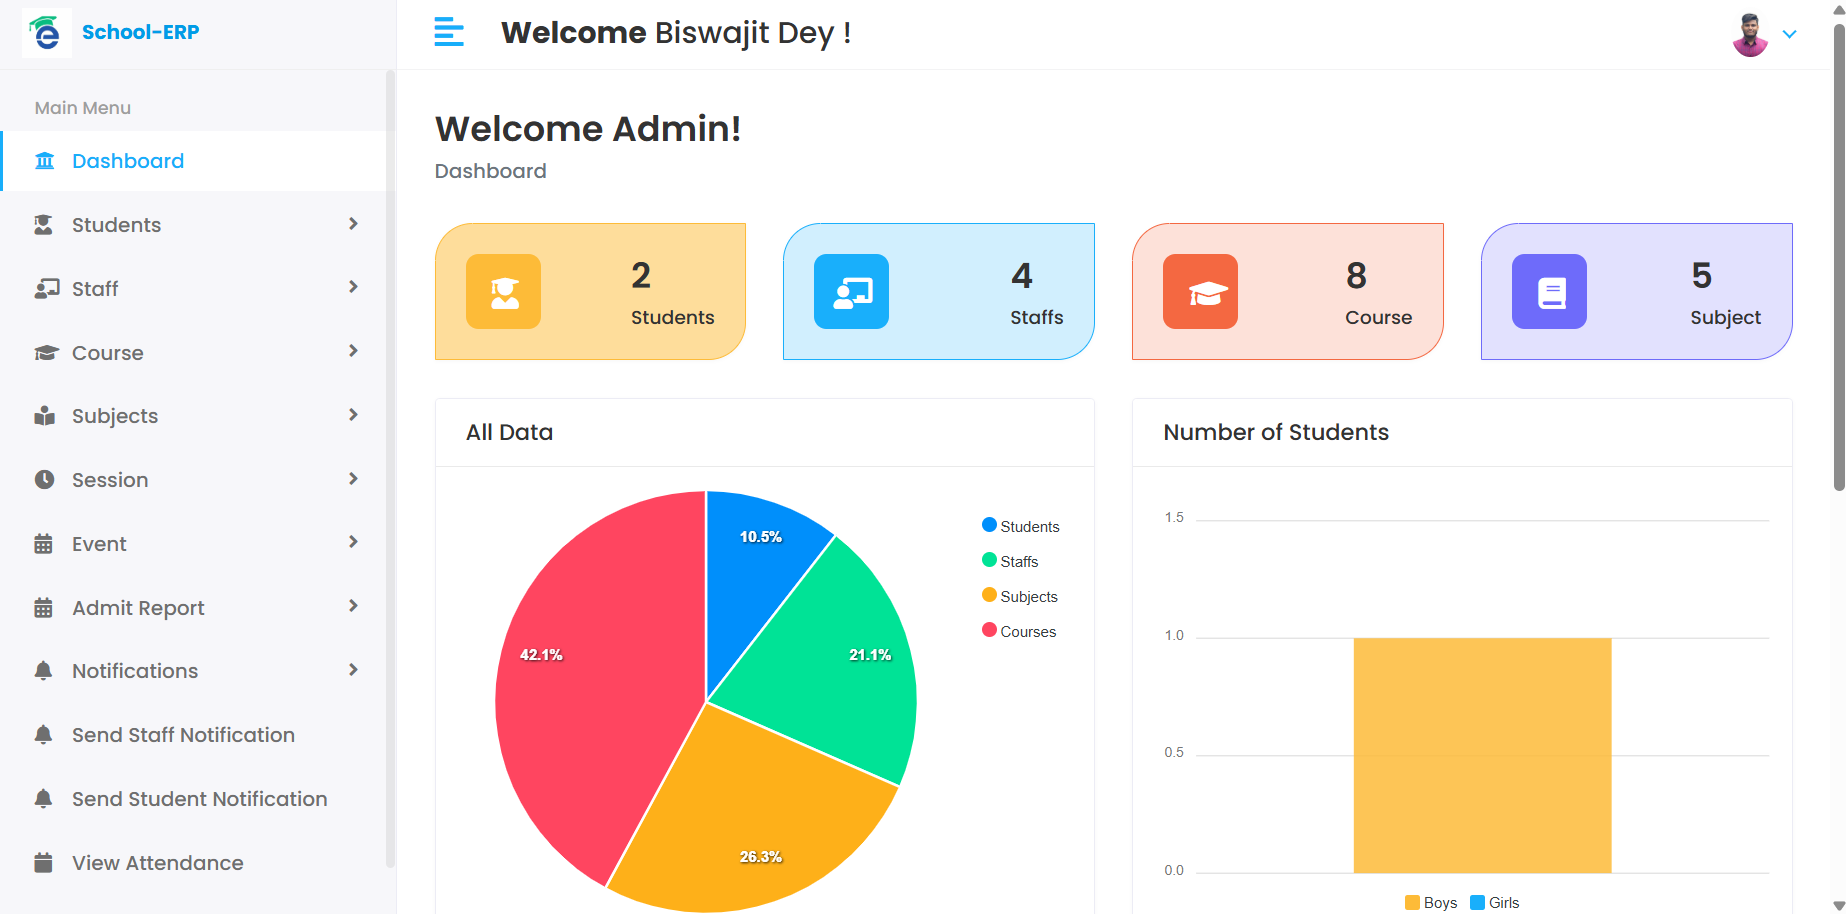 School-ERP
Welcome Biswajit Dey !
Main Menu
Dashboard
Students
Staff
Course
Subjects
Session
Event
Admit Report
Notifications
Send Staff Notification
Send Student Notification
View Attendance
Welcome Admin!
Dashboard
2
Students
4
Staffs
8
Course
5
Subject
All Data
10.5%
21.1%
26.3%
42.1%
Students
Staffs
Subjects
Courses
Number of Students
1.5
1.0
0.5
0.0
Boys Girls